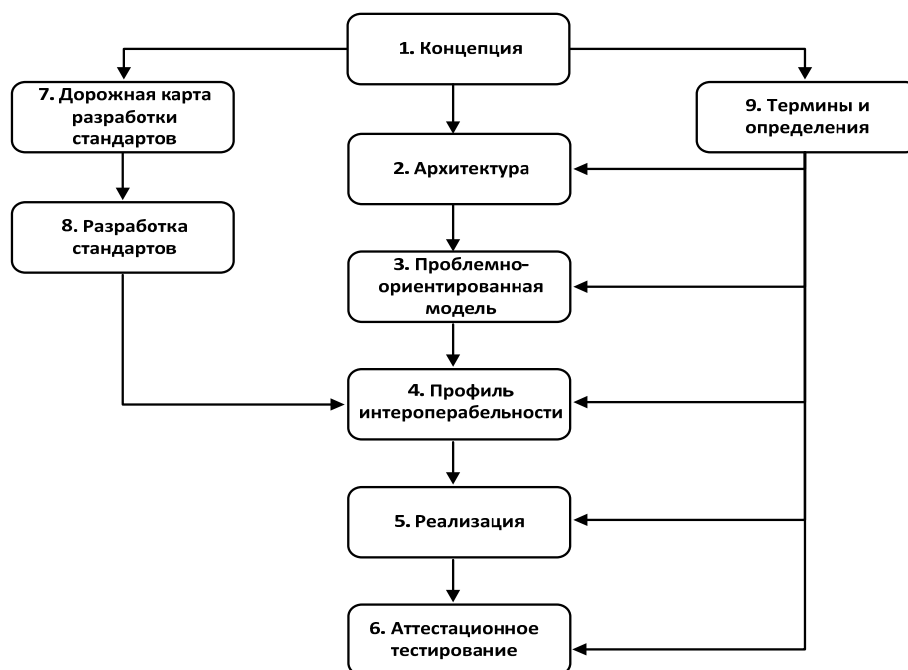 1. Концепция
7. Дорожная карта
разработки
стандартов
9. Термины и
определения
2. Архитектура
8. Разработка
стандартов
3. Проблемно-
ориентированная
модель
4. Профиль
интероперабельности
5. Реализация
6. Аттестационное
тестирование